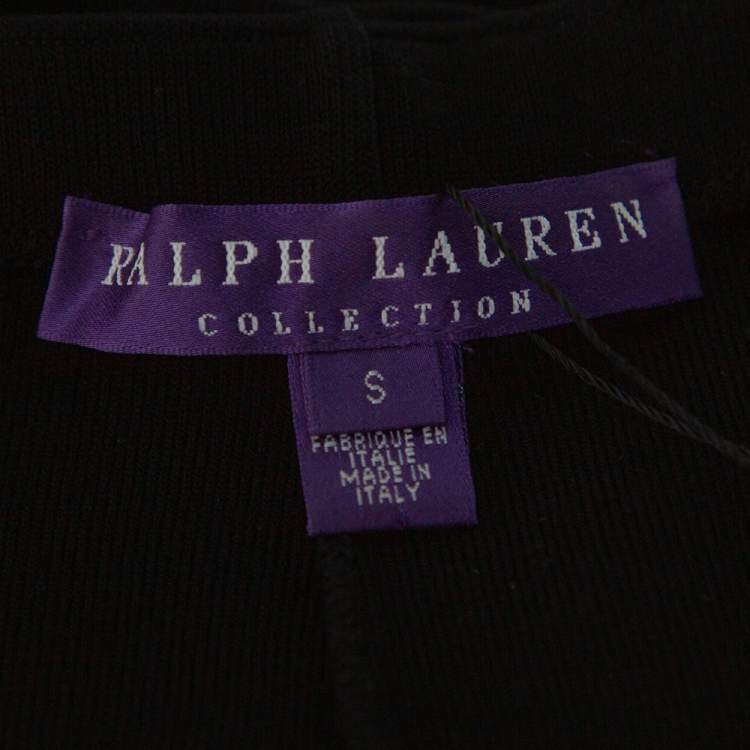 RALPH LAUREN
COLLECTION
S
FABRIQUE EN
ITALIE
MADE IN
ITALY